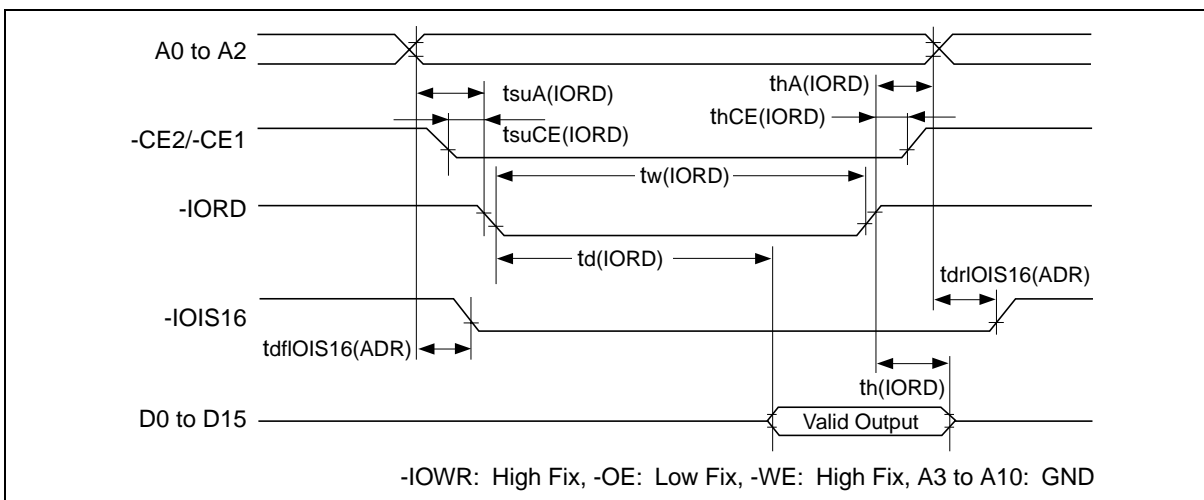 A0 to A2
tsuA(IORD)
thA(IORD)
-CE2/-CE1
tsuCE(IORD)
thCE(IORD)
tw(IORD)
-IORD
td(IORD)
tdrIOIS16(ADR)
-IOIS16
tdfIOIS16(ADR)
th(IORD)
D0 to D15
Valid Output
-IOWR: High Fix, -OE: Low Fix, -WE: High Fix, A3 to A10: GND